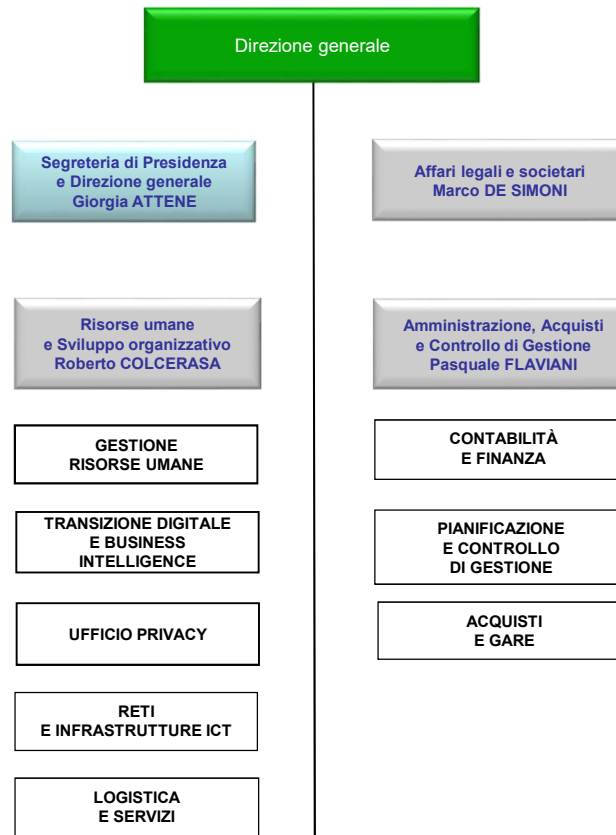 Direzione generale
Segreteria di Presidenza
e Direzione generale
Giorgia ATTENE
Affari legali e societari
Marco DE SIMONI
Risorse umane
e Sviluppo organizzativo
Roberto COLCERASA
Amministrazione, Acquisti
e Controllo di Gestione
Pasquale FLAVIANI
GESTIONE
RISORSE UMANE
CONTABILITÀ
E FINANZA
TRANSIZIONE DIGITALE
E BUSINESS
INTELLIGENCE
PIANIFICAZIONE
E CONTROLLO
DI GESTIONE
UFFICIO PRIVACY
ACQUISTI
E GARE
RETI
E INFRASTRUTTURE ICT
LOGISTICA
E SERVIZI